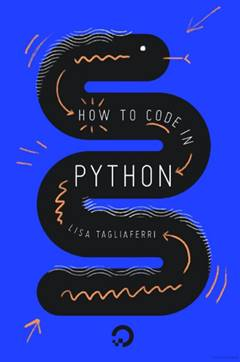 HOW TO CODE IN
PYTHON
LISA TAGLIAFERRI